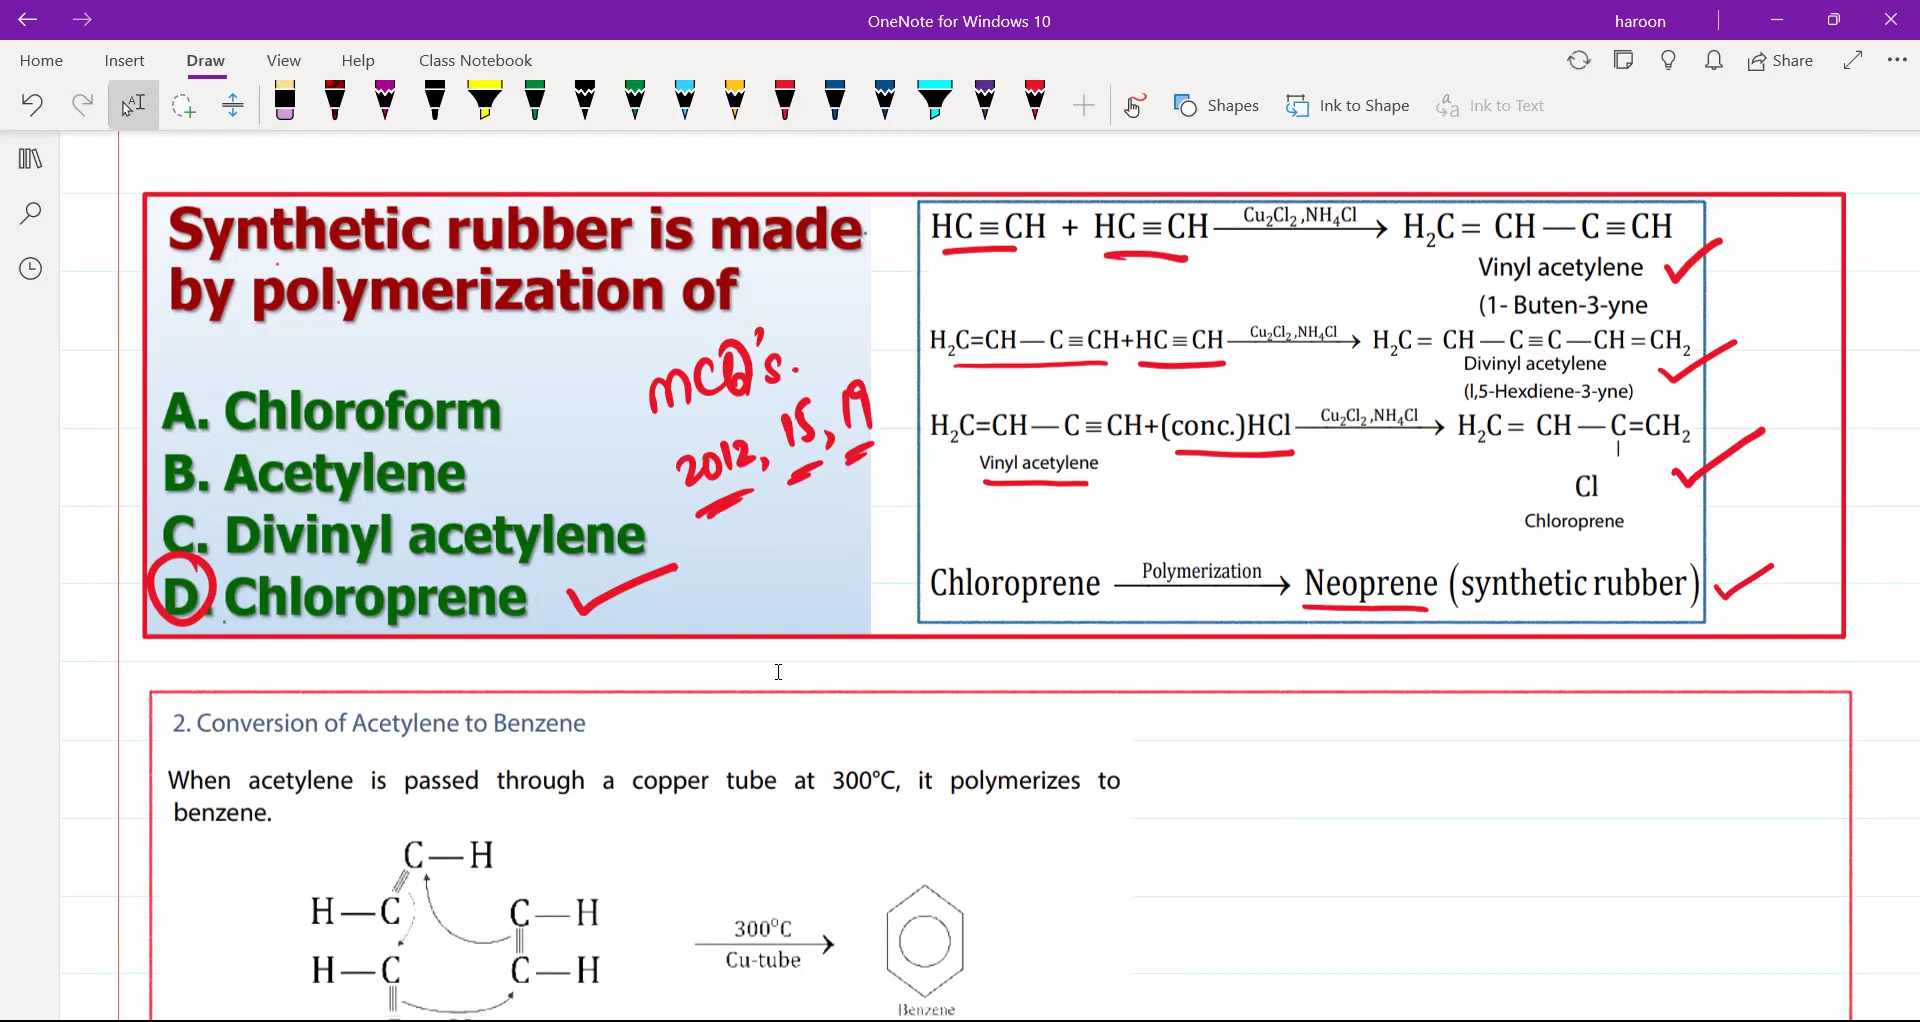 OneNote for Windows 10
haroon
Home Insert Draw View Help Class Notebook
Share
Shapes Ink to Shape Ink to Text
Synthetic rubber is made
by polymerization of
MCQ's.
2012, 15, 19
A. Chloroform
B. Acetylene
C. Divinyl acetylene
D. Chloroprene
HC≡CH + HC≡CH Cu₂Cl₂,NH₄Cl → H₂C= CH—C≡CH
Vinyl acetylene
(1- Buten-3-yne
H₂C=CH—C≡CH+HC≡CH Cu₂Cl₂,NH₄Cl → H₂C= CH—C≡C—CH=CH₂
Divinyl acetylene
(l,5-Hexdiene-3-yne)
H₂C=CH—C≡CH+(conc.)HCl Cu₂Cl₂,NH₄Cl → H₂C= CH—C=CH₂
Vinyl acetylene
Cl
Chloroprene
Chloroprene Polymerization → Neoprene (synthetic rubber)
2. Conversion of Acetylene to Benzene
When acetylene is passed through a copper tube at 300°C, it polymerizes to
benzene.
C—H
H—C C—H
H—C C—H
300°C
Cu-tube
Benzene